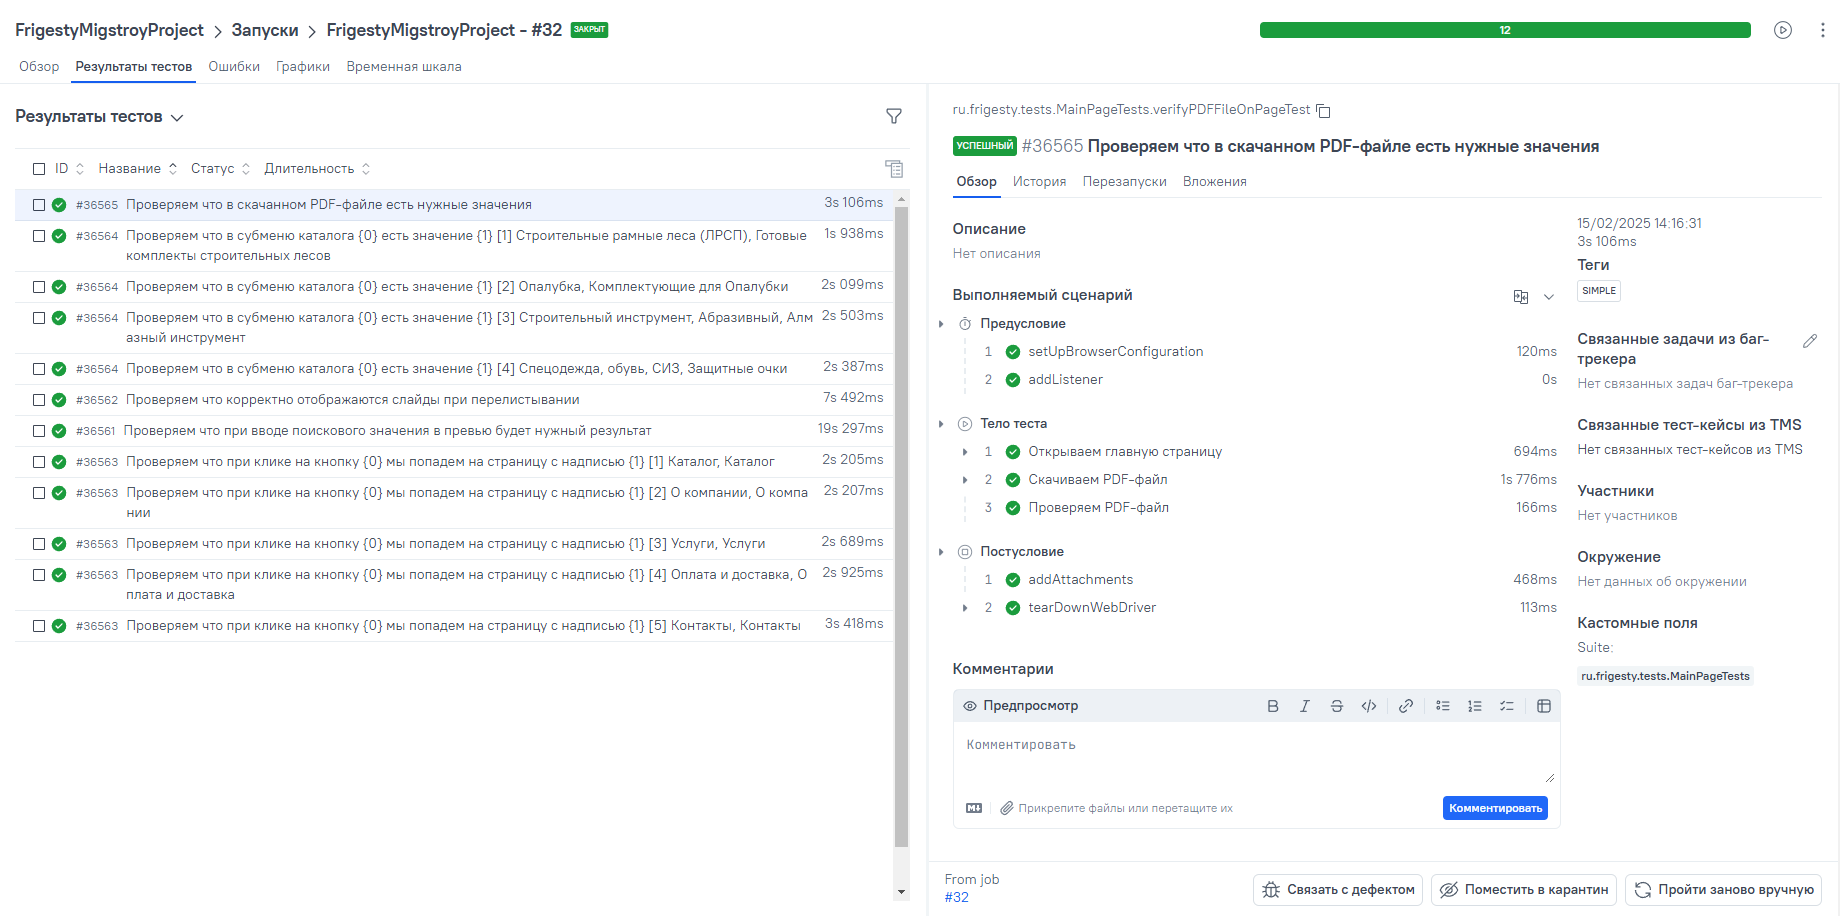 FrigestyMigstroyProject > Запуски > FrigestyMigstroyProject - #32 ЗАКРЫТ
12
Обзор Результаты тестов Ошибки Графики Временная шкала
Результаты тестов
ID Название Статус Длительность
#36565 Проверяем что в скачанном PDF-файле есть нужные значения 3s 106ms
#36564 Проверяем что в субменю каталога {0} есть значение {1} [1] Строительные рамные леса (ЛРСП), Готовые 1s 938ms
комплекты строительных лесов
#36564 Проверяем что в субменю каталога {0} есть значение {1} [2] Опалубка, Комплектующие для Опалубки 2s 099ms
#36564 Проверяем что в субменю каталога {0} есть значение {1} [3] Строительный инструмент, Абразивный, Алм 2s 503ms
азный инструмент
#36564 Проверяем что в субменю каталога {0} есть значение {1} [4] Спецодежда, обувь, СИЗ, Защитные очки 2s 387ms
#36562 Проверяем что корректно отображаются слайды при перелистывании 7s 492ms
#36561 Проверяем что при вводе поискового значения в превью будет нужный результат 19s 297ms
#36563 Проверяем что при клике на кнопку {0} мы попадем на страницу с надписью {1} [1] Каталог, Каталог 2s 205ms
#36563 Проверяем что при клике на кнопку {0} мы попадем на страницу с надписью {1} [2] О компании, О компа 2s 207ms
нии
#36563 Проверяем что при клике на кнопку {0} мы попадем на страницу с надписью {1} [3] Услуги, Услуги 2s 689ms
#36563 Проверяем что при клике на кнопку {0} мы попадем на страницу с надписью {1} [4] Оплата и доставка, О 2s 925ms
плата и доставка
#36563 Проверяем что при клике на кнопку {0} мы попадем на страницу с надписью {1} [5] Контакты, Контакты 3s 418ms
ru.frigesty.tests.MainPageTests.verifyPDFFileOnPageTest
УСПЕШНЫЙ #36565 Проверяем что в скачанном PDF-файле есть нужные значения
Обзор История Перезапуски Вложения
Описание
Нет описания
Выполняемый сценарий
Предусловие
1 setUpBrowserConfiguration 120ms
2 addListener 0s
Тело теста
1 Открываем главную страницу 694ms
2 Скачиваем PDF-файл 1s 776ms
3 Проверяем PDF-файл 166ms
Постусловие
1 addAttachments 468ms
2 tearDownWebDriver 113ms
Комментарии
Предпросмотр
Комментировать
Прикрепите файлы или перетащите их
Комментировать
15/02/2025 14:16:31
3s 106ms
Теги
SIMPLE
Связанные задачи из баг-
трекера
Нет связанных задач баг-трекера
Связанные тест-кейсы из TMS
Нет связанных тест-кейсов из TMS
Участники
Нет участников
Окружение
Нет данных об окружении
Кастомные поля
Suite:
ru.frigesty.tests.MainPageTests
From job
#32
Связать с дефектом Поместить в карантин Пройти заново вручную